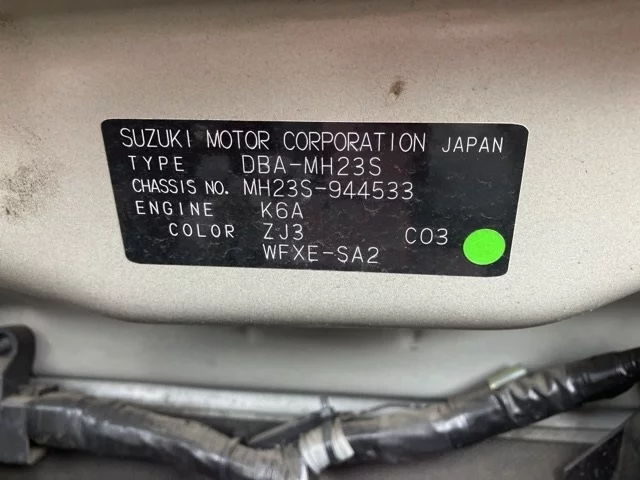 SUZUKI MOTOR CORPORATION JAPAN
TYPE DBA-MH23S
CHASSIS NO. MH23S-944533
ENGINE K6A
COLOR ZJ3 C03
WFXE-SA2